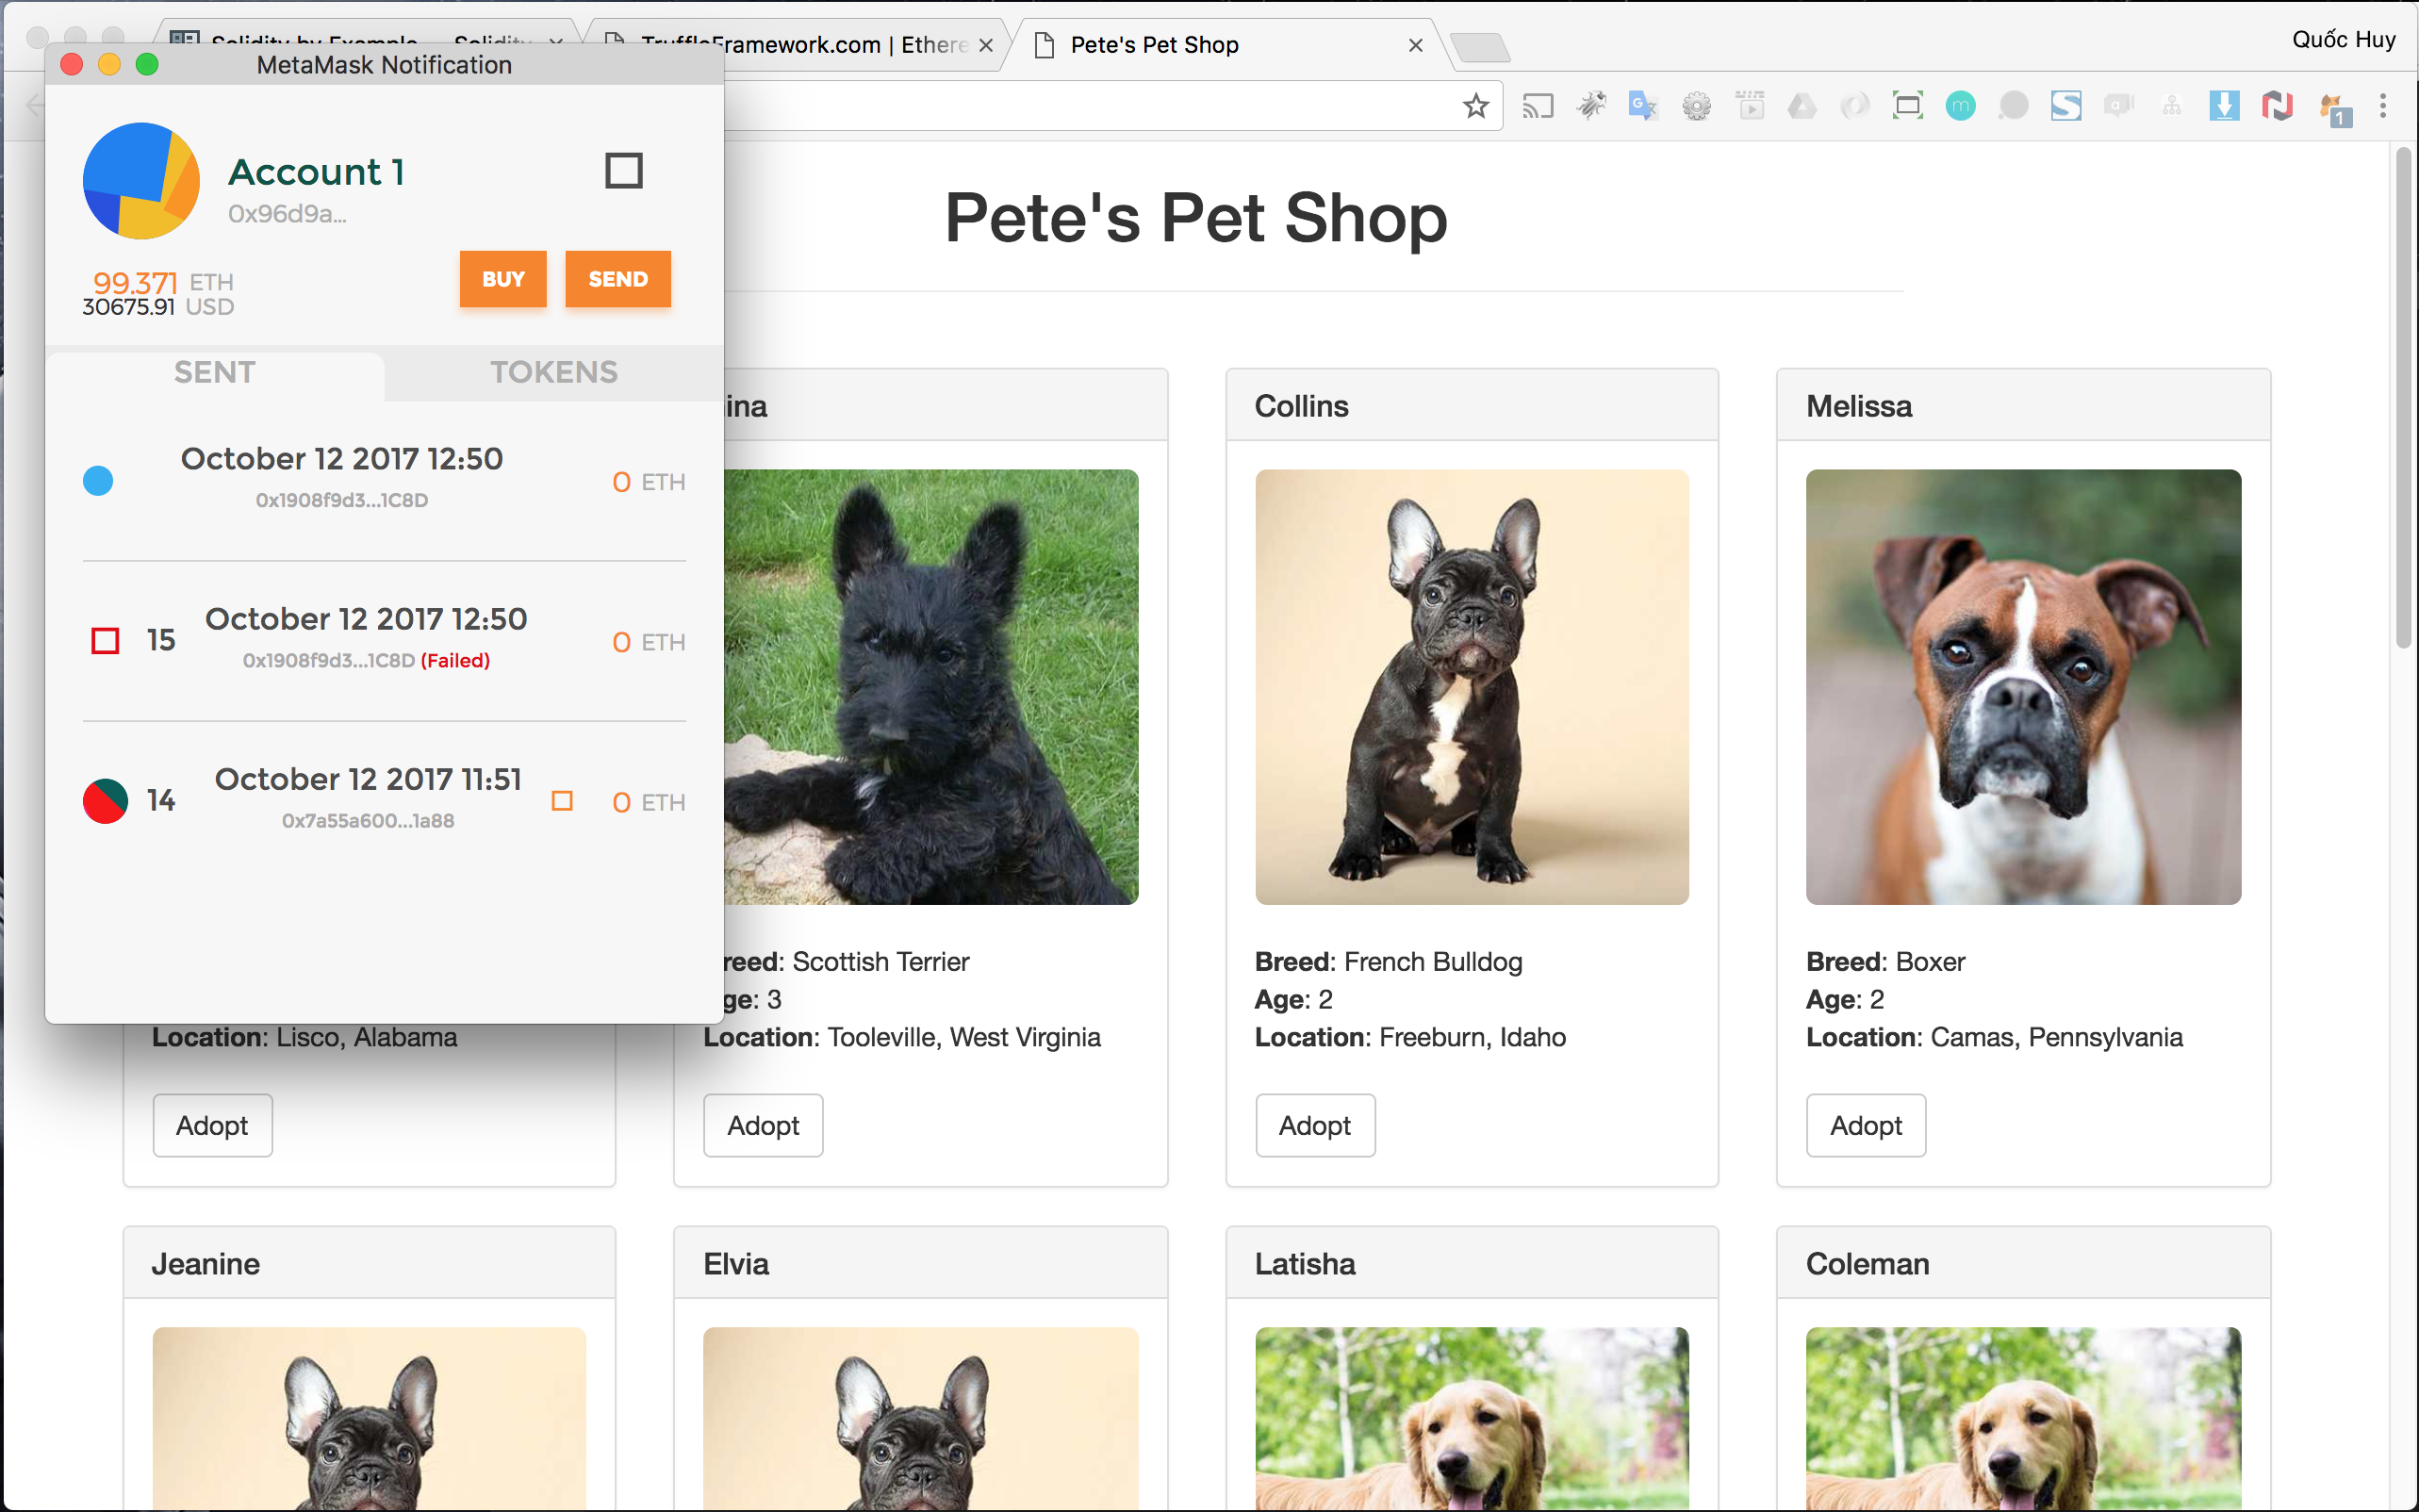 Solidity by Example — Solidity
TruffleFramework.com | Ethere
Pete's Pet Shop
Quốc Huy
MetaMask Notification
Account 1
0x96d9a...
99.371 ETH
30675.91 USD
BUY
SEND
SENT
TOKENS
October 12 2017 12:50
0x1908f9d3...1C8D
0 ETH
15
October 12 2017 12:50
0x1908f9d3...1C8D (Failed)
0 ETH
14
October 12 2017 11:51
0x7a55a600...1a88
0 ETH
1
Pete's Pet Shop
ina
Collins
Melissa
reed: Scottish Terrier
ge: 3
Location: Tooleville, West Virginia
Adopt
Breed: French Bulldog
Age: 2
Location: Freeburn, Idaho
Adopt
Breed: Boxer
Age: 2
Location: Camas, Pennsylvania
Adopt
Location: Lisco, Alabama
Adopt
Jeanine
Elvia
Latisha
Coleman